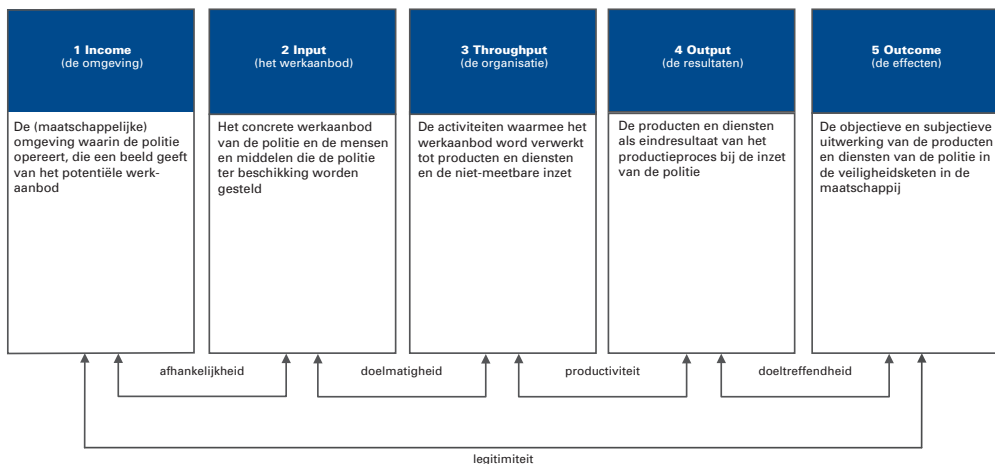 1 Income
(de omgeving)
De (maatschappelijke)
omgeving waarin de politie
opereert, die een beeld geeft
van het potentiële werk-
aanbod
2 Input
(het werkaanbod)
Het concrete werkaanbod
van de politie en de mensen
en middelen die de politie
ter beschikking worden
gesteld
3 Throughput
(de organisatie)
De activiteiten waarmee het
werkaanbod word verwerkt
tot producten en diensten
en de niet-meetbare inzet
4 Output
(de resultaten)
De producten en diensten
als eindresultaat van het
productieproces bij de inzet
van de politie
5 Outcome
(de effecten)
De objectieve en subjectieve
uitwerking van de producten
en diensten van de politie in
de veiligheidsketen in de
maatschappij
afhankelijkheid
doelmatigheid
productiviteit
doeltreffendheid
legitimiteit